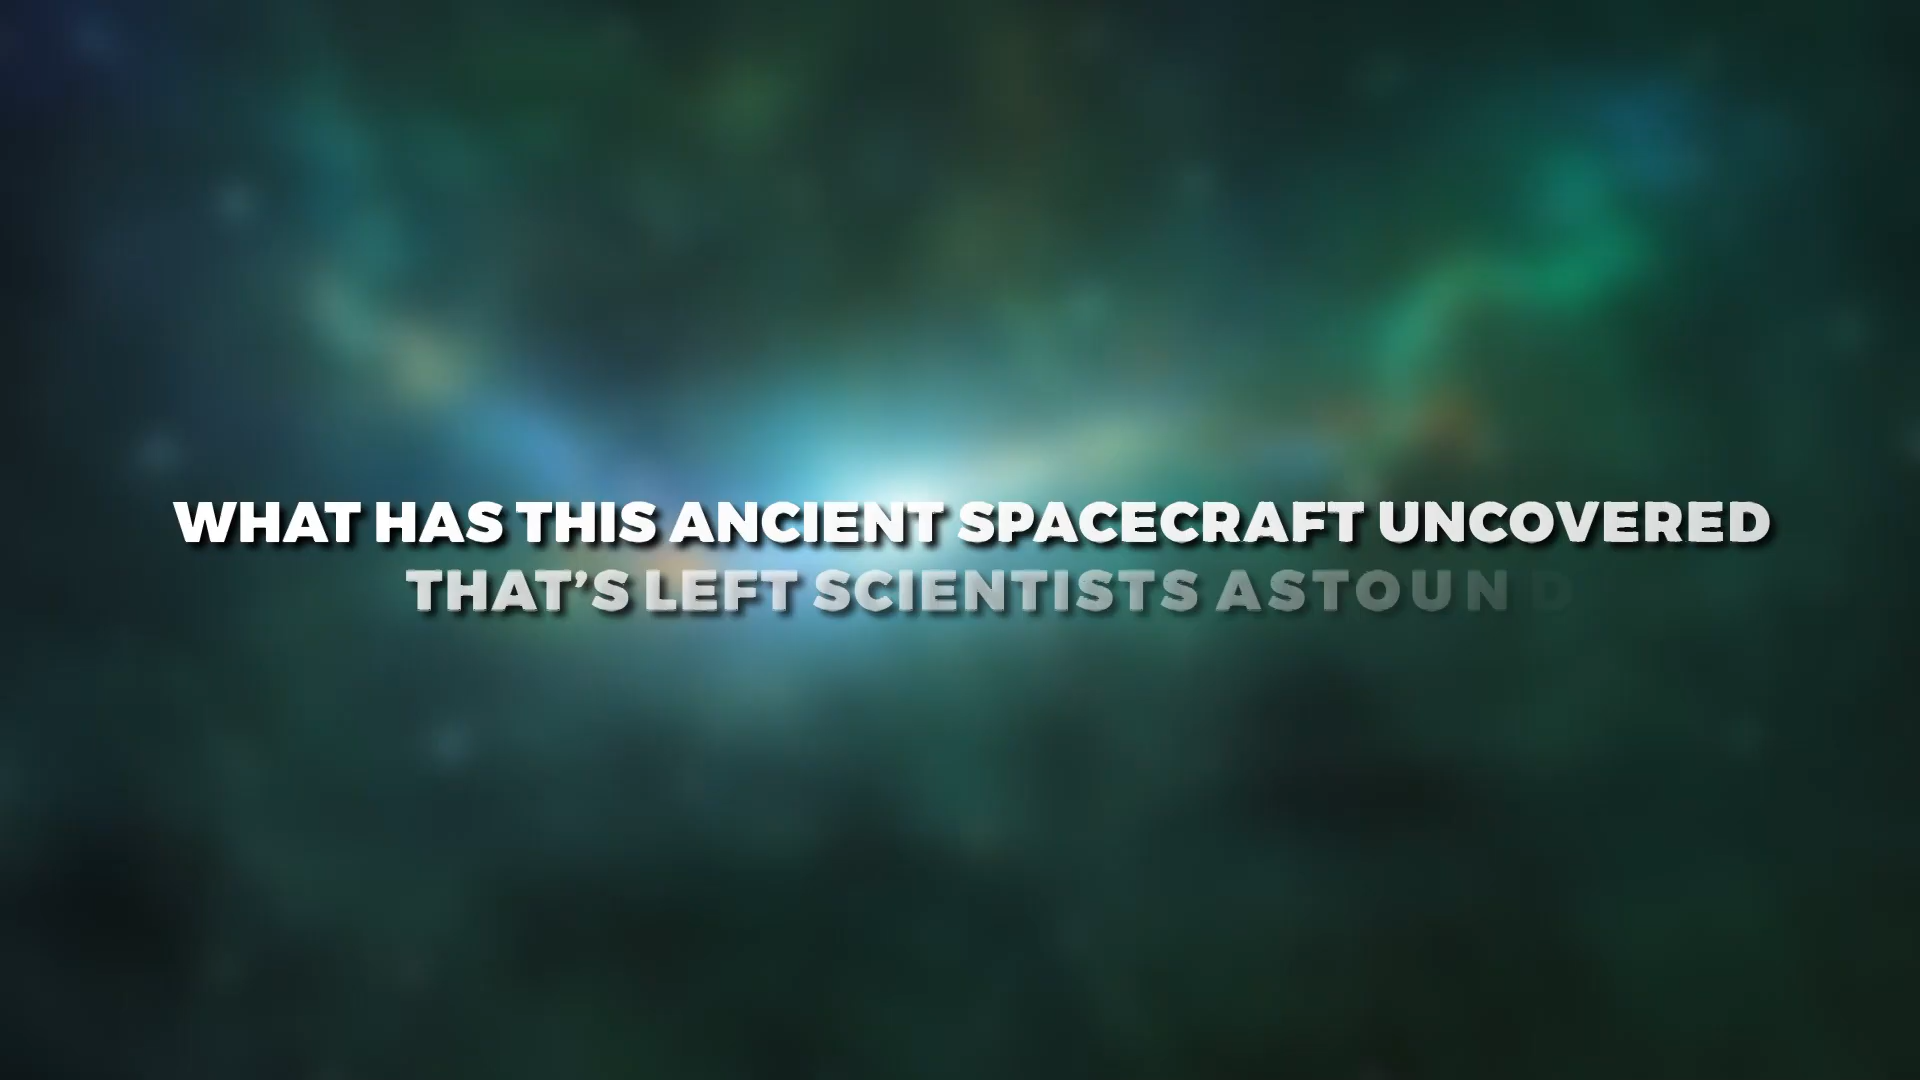 WHAT HAS THIS ANCIENT SPACECRAFT UNCOVERED
THAT'S LEFT SCIENTISTS ASTOUND